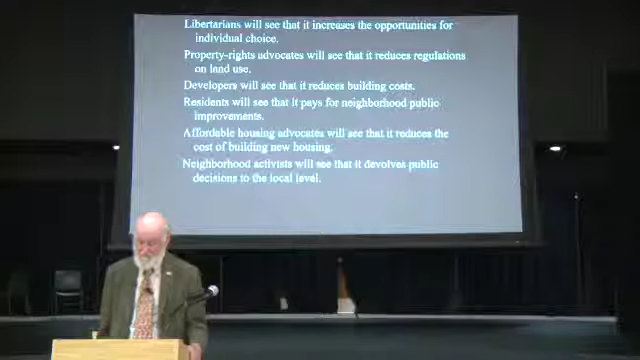 Libertarians will see that it increases the opportunities for
individual choice.
Property-rights advocates will see that it reduces regulations
on land use.
Developers will see that it reduces building costs.
Residents will see that it pays for neighborhood public
improvements.
Affordable housing advocates will see that it reduces the
cost of building new housing.
Neighborhood activists will see that it devolves public
decisions to the local level.